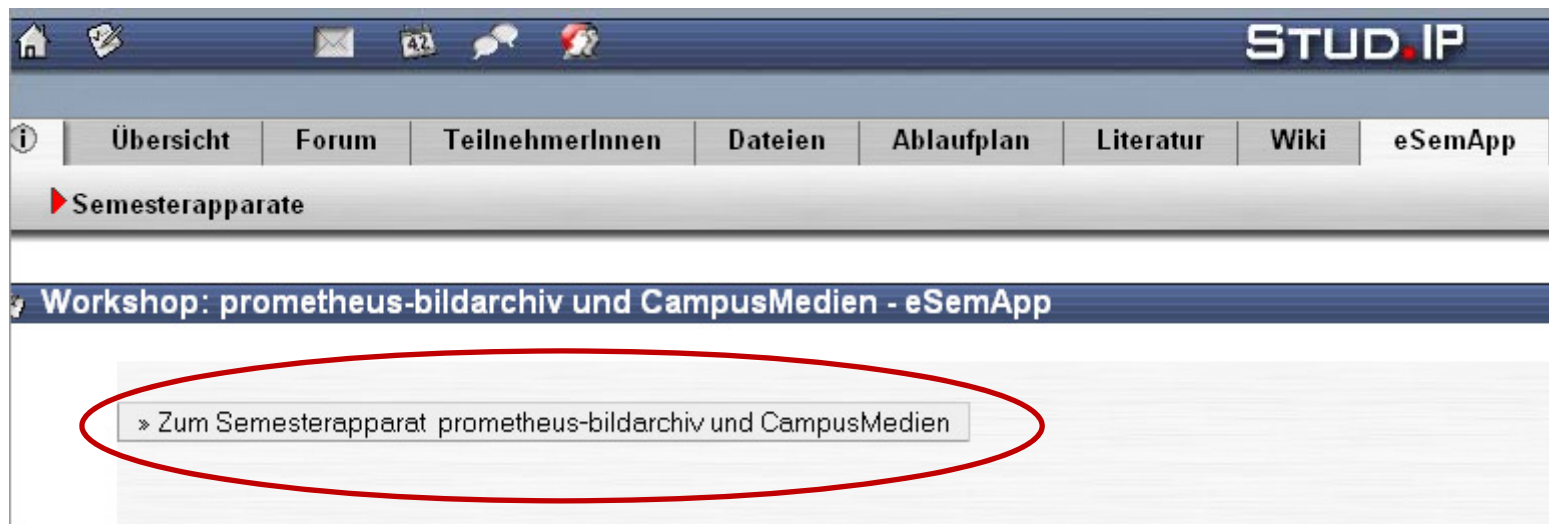 42
STUD.IP
i Übersicht Forum TeilnehmerInnen Dateien Ablaufplan Literatur Wiki eSemApp
Semesterapparate
Workshop: prometheus-bildarchiv und CampusMedien - eSemApp
» Zum Semesterapparat prometheus-bildarchiv und CampusMedien